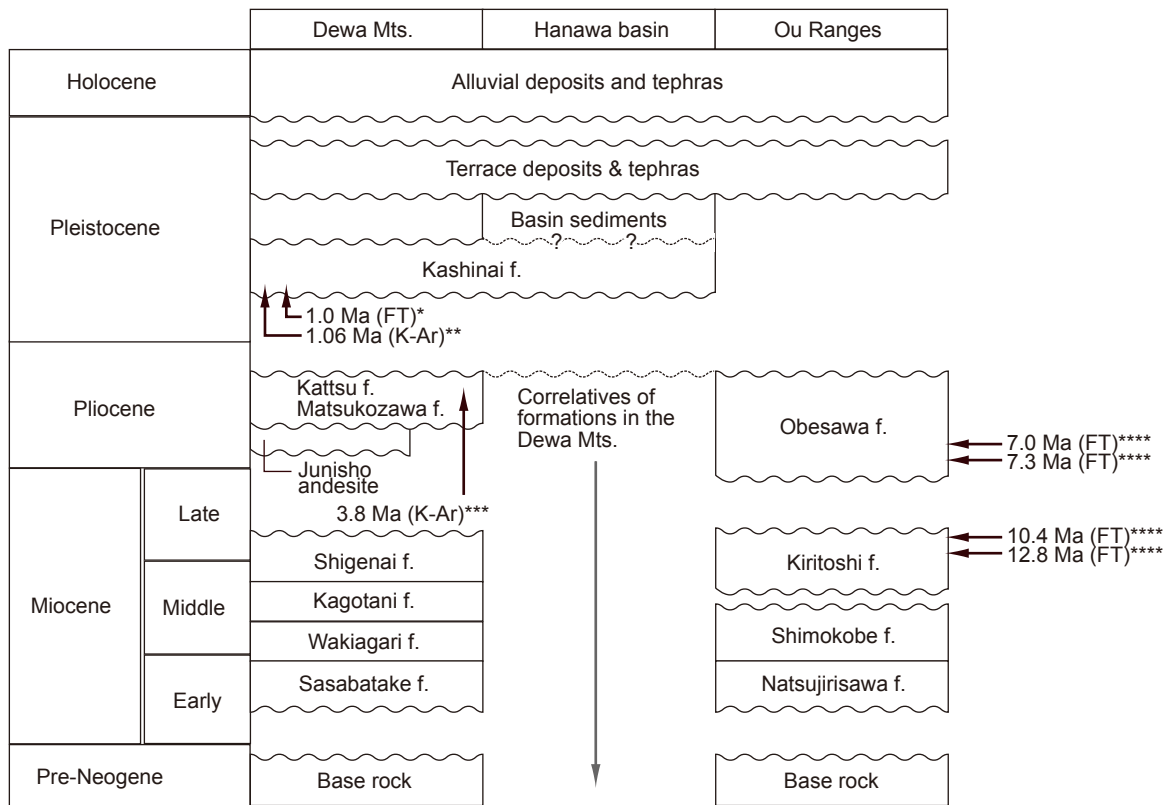 Dewa Mts.
Hanawa basin
Ou Ranges
Holocene
Alluvial deposits and tephras
Pleistocene
Terrace deposits & tephras
Basin sediments
? ?
Kashinai f.
1.0 Ma (FT)*
1.06 Ma (K-Ar)**
Pliocene
Kattsu f.
Matsukozawa f.
Correlatives of
formations in the
Dewa Mts.
Obesawa f.
7.0 Ma (FT)****
7.3 Ma (FT)****
Junisho
andesite
3.8 Ma (K-Ar)***
Miocene
Late
Shigenai f.
Kiritoshi f.
10.4 Ma (FT)****
12.8 Ma (FT)****
Middle
Kagotani f.
Wakiagari f.
Shimokobe f.
Early
Sasabatake f.
Natsujirisawa f.
Pre-Neogene
Base rock
Base rock